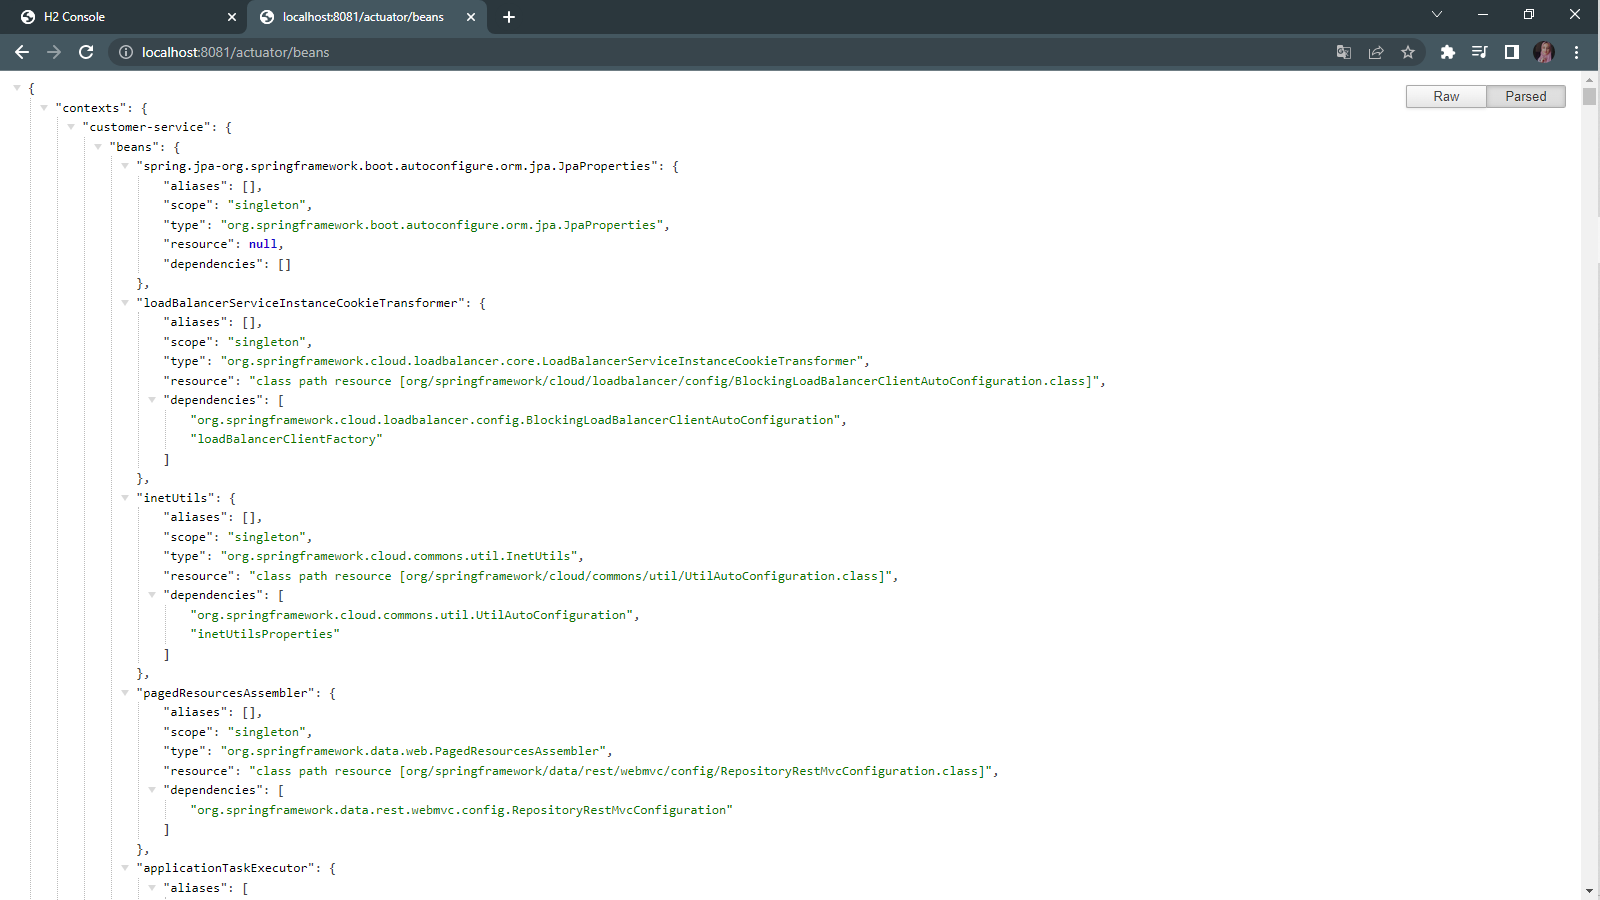 H2 Console
localhost:8081/actuator/beans
localhost:8081/actuator/beans
Raw
Parsed
{
"contexts": {
"customer-service": {
"beans": {
"spring.jpa-org.springframework.boot.autoconfigure.orm.jpa.JpaProperties": {
"aliases": [],
"scope": "singleton",
"type": "org.springframework.boot.autoconfigure.orm.jpa.JpaProperties",
"resource": null,
"dependencies": []
},
"loadBalancerServiceInstanceCookieTransformer": {
"aliases": [],
"scope": "singleton",
"type": "org.springframework.cloud.loadbalancer.core.LoadBalancerServiceInstanceCookieTransformer",
"resource": "class path resource [org/springframework/cloud/loadbalancer/config/BlockingLoadBalancerClientAutoConfiguration.class]",
"dependencies": [
"org.springframework.cloud.loadbalancer.config.BlockingLoadBalancerClientAutoConfiguration",
"loadBalancerClientFactory"
]
},
"inetUtils": {
"aliases": [],
"scope": "singleton",
"type": "org.springframework.cloud.commons.util.InetUtils",
"resource": "class path resource [org/springframework/cloud/commons/util/UtilAutoConfiguration.class]",
"dependencies": [
"org.springframework.cloud.commons.util.UtilAutoConfiguration",
"inetUtilsProperties"
]
},
"pagedResourcesAssembler": {
"aliases": [],
"scope": "singleton",
"type": "org.springframework.data.web.PagedResourcesAssembler",
"resource": "class path resource [org/springframework/data/rest/webmvc/config/RepositoryRestMvcConfiguration.class]",
"dependencies": [
"org.springframework.data.rest.webmvc.config.RepositoryRestMvcConfiguration"
]
},
"applicationTaskExecutor": {
"aliases": [